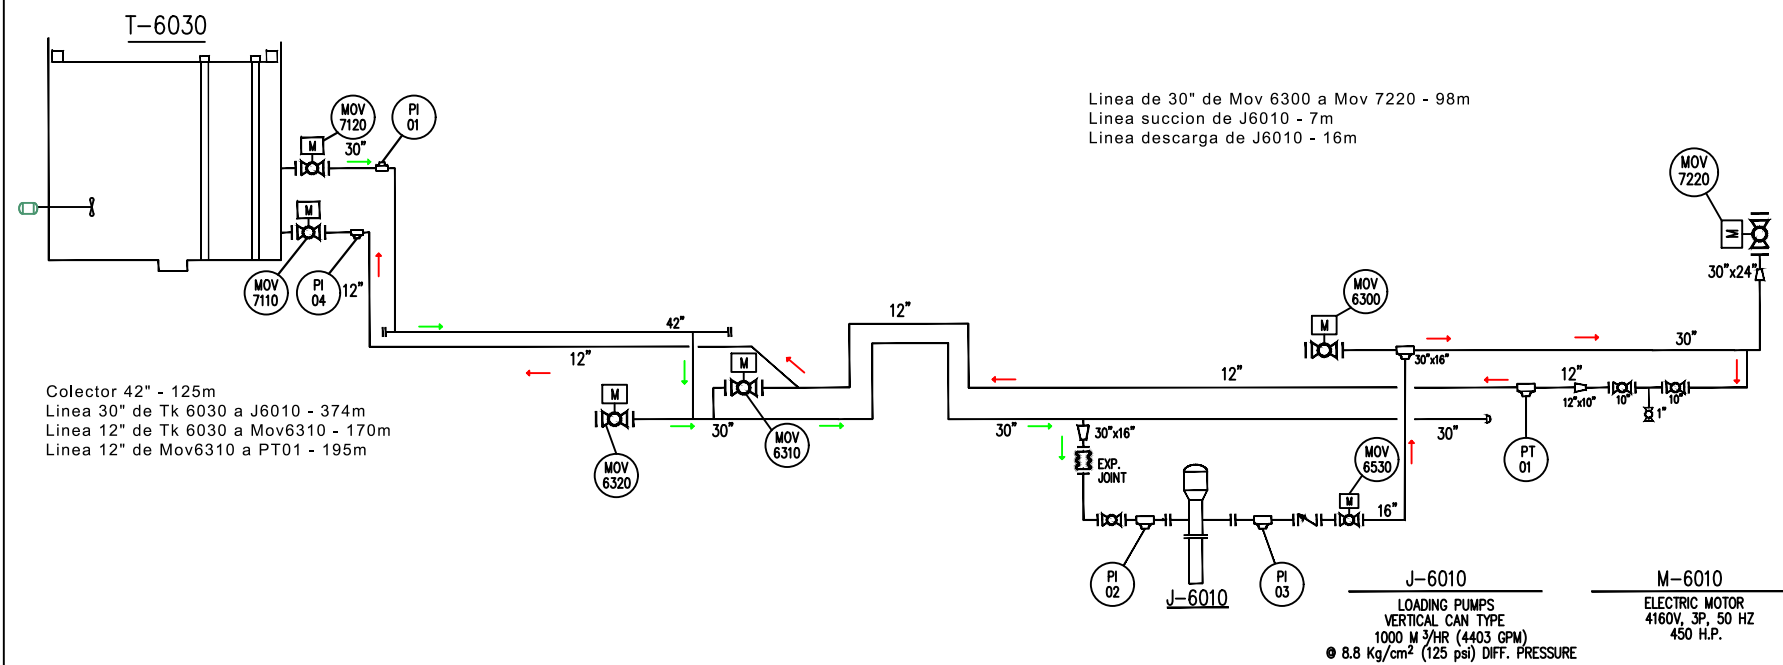 T-6030
MOV
7120
PI
01
M
30"
M
MOV
7110
PI
04
12"
42"
12"
12"
Linea de 30" de Mov 6300 a Mov 7220 - 98m
Linea succion de J6010 - 7m
Linea descarga de J6010 - 16m
MOV
7220
M
30"x24"
MOV
6300
M
30"x16"
30"
12"
12"
12"x10"
10"
10"
1"
Colector 42" - 125m
Linea 30" de Tk 6030 a J6010 - 374m
Linea 12" de Tk 6030 a Mov6310 - 170m
Linea 12" de Mov6310 a PT01 - 195m
M
M
MOV
6320
30"
MOV
6310
30"
30"x16"
EXP.
JOINT
MOV
6530
M
16"
30"
PT
01
PI
02
J-6010
PI
03
J-6010
LOADING PUMPS
VERTICAL CAN TYPE
1000 M³/HR (4403 GPM)
@ 8.8 Kg/cm² (125 psi) DIFF. PRESSURE
M-6010
ELECTRIC MOTOR
4160V, 3P, 50 HZ
450 H.P.